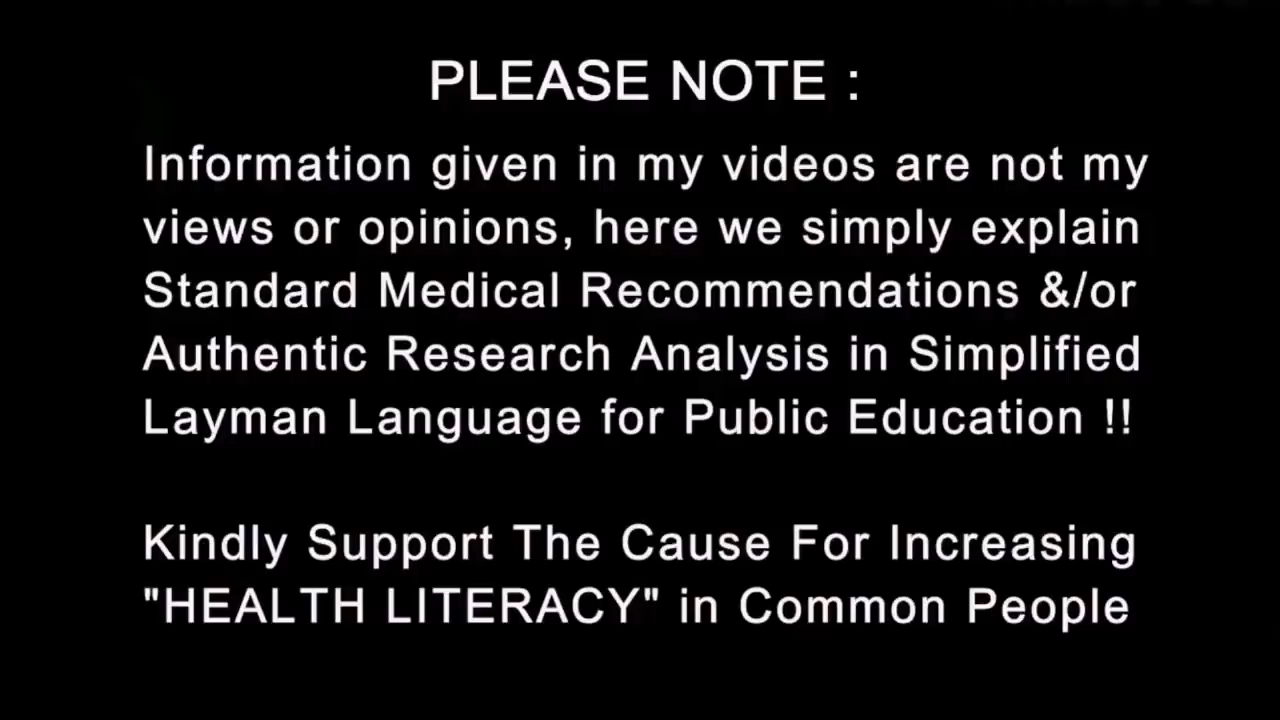 PLEASE NOTE :
Information given in my videos are not my
views or opinions, here we simply explain
Standard Medical Recommendations &/or
Authentic Research Analysis in Simplified
Layman Language for Public Education !!
Kindly Support The Cause For Increasing
"HEALTH LITERACY" in Common People